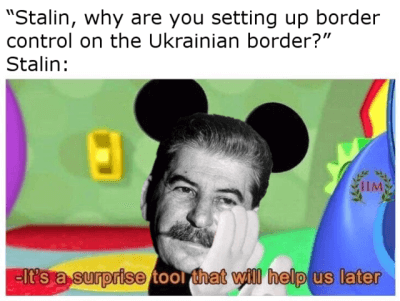 “Stalin, why are you setting up border
control on the Ukrainian border?”
Stalin:
IIM
-It's a surprise tool that will help us later